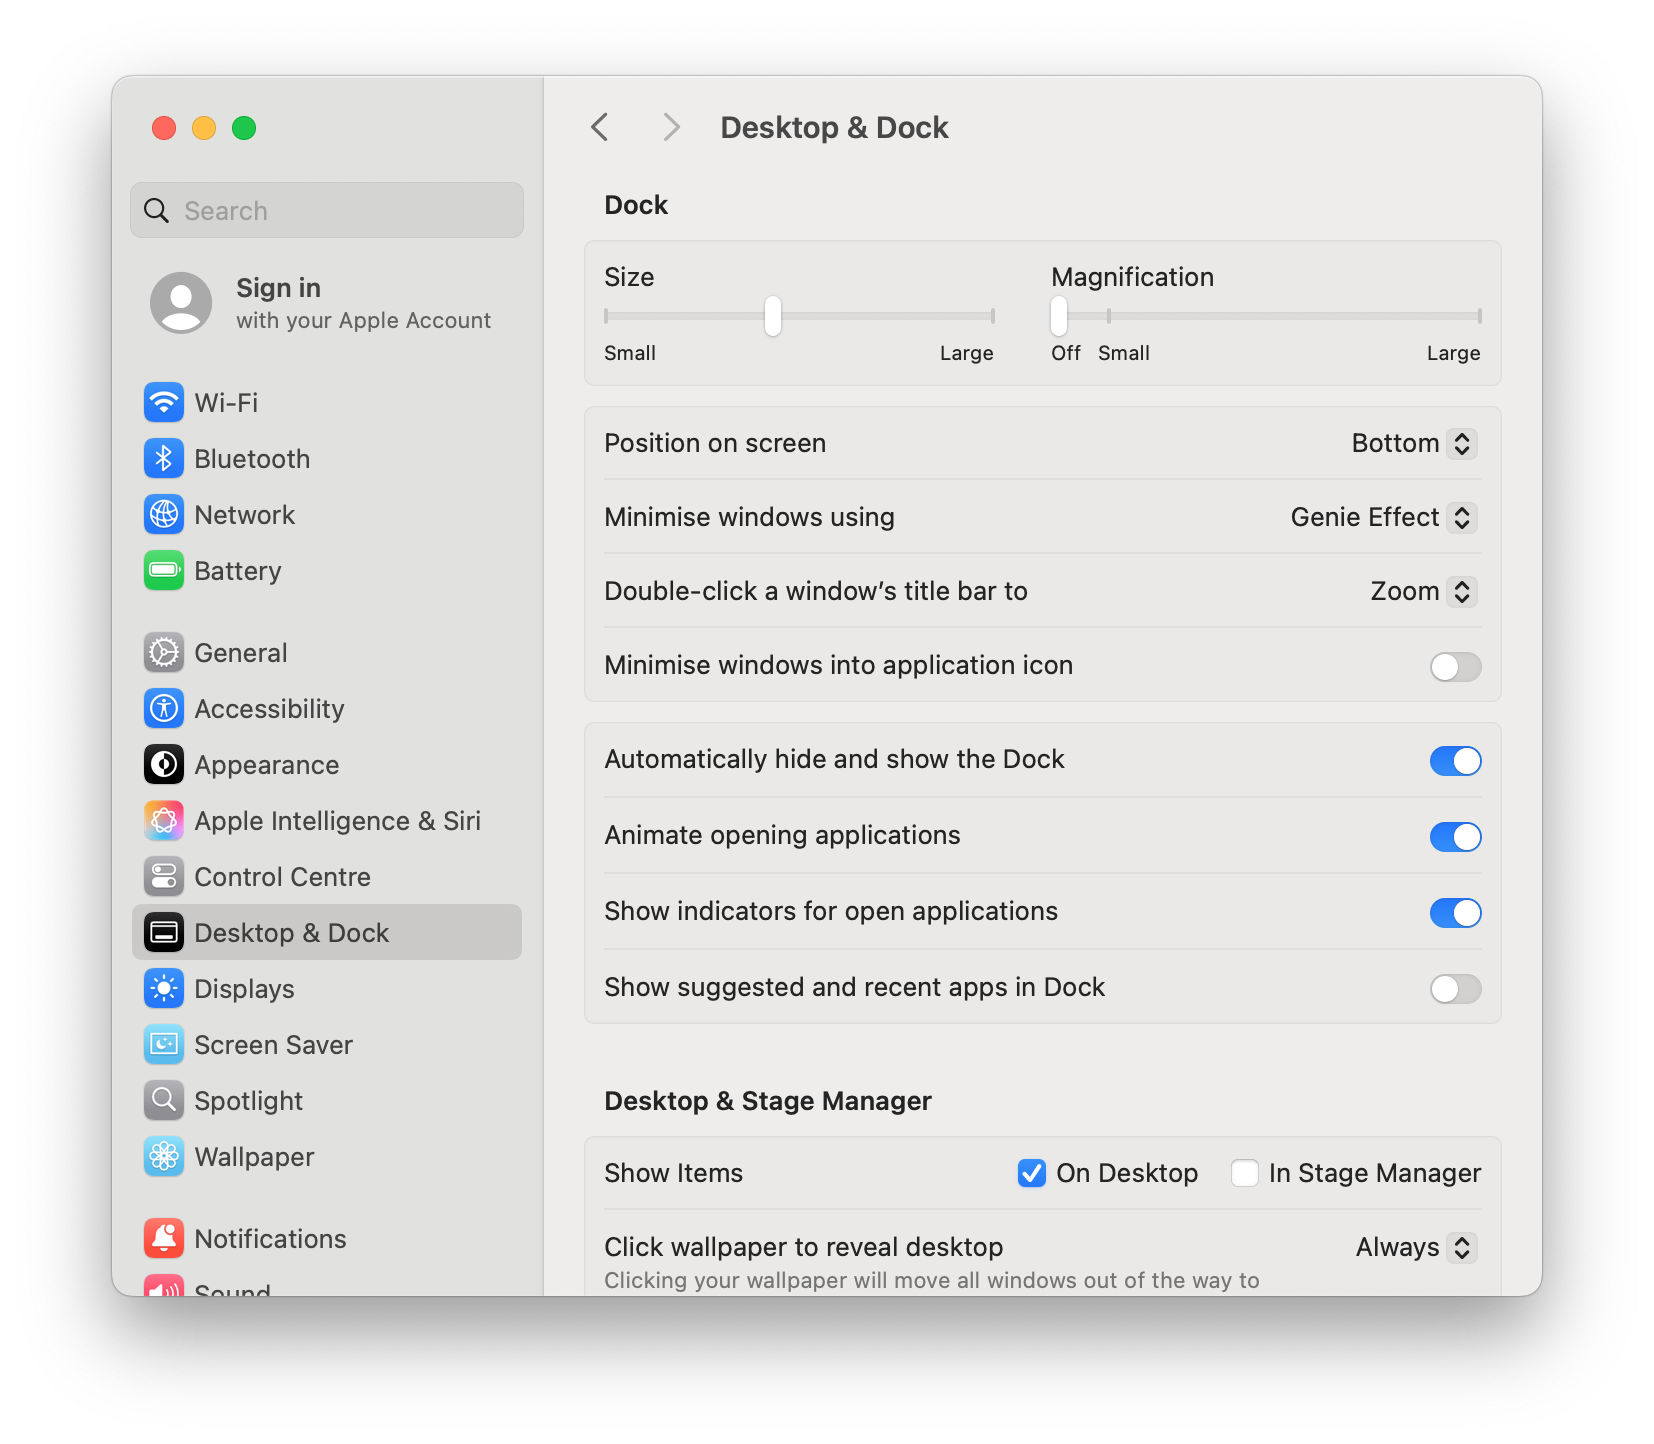 Search
Sign in
with your Apple Account
Wi-Fi
Bluetooth
Network
Battery
General
Accessibility
Appearance
Apple Intelligence & Siri
Control Centre
Desktop & Dock
Displays
Screen Saver
Spotlight
Wallpaper
Notifications
Sound
Desktop & Dock
Dock
Size
Small Large
Magnification
Off Small Large
Position on screen Bottom
Minimise windows using Genie Effect
Double-click a window’s title bar to Zoom
Minimise windows into application icon
Automatically hide and show the Dock
Animate opening applications
Show indicators for open applications
Show suggested and recent apps in Dock
Desktop & Stage Manager
Show Items On Desktop In Stage Manager
Click wallpaper to reveal desktop Always
Clicking your wallpaper will move all windows out of the way to